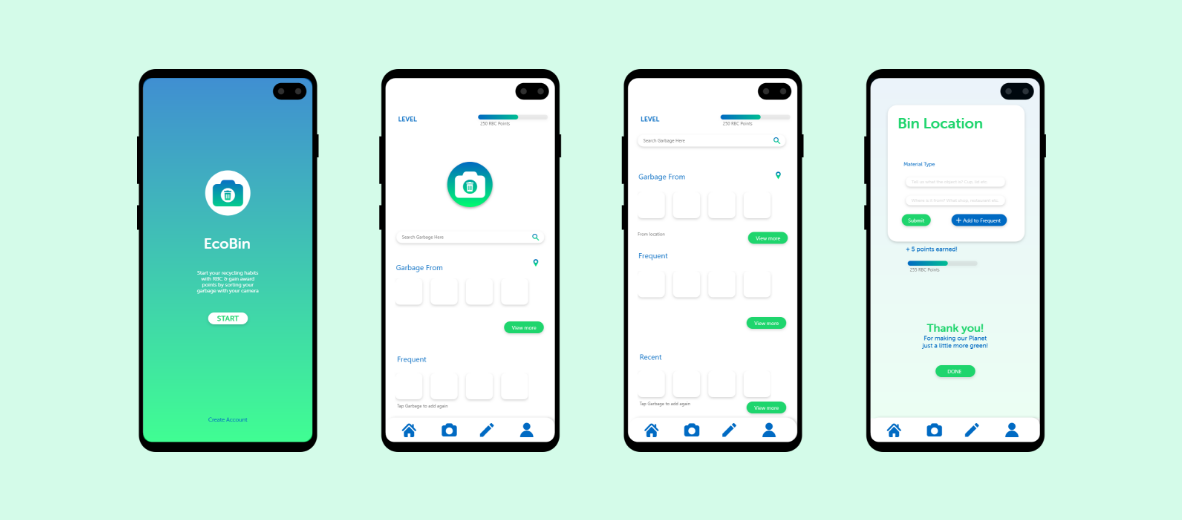 EcoBin
Start your recycling habits
with RBC & gain award
points by sorting your
garbage with your camera
START
Create Account
LEVEL
250 RBC Points
Search Garbage Here
Garbage From
View more
Frequent
Tap Garbage to add again
LEVEL
250 RBC Points
Search Garbage Here
Garbage From
From location
View more
Frequent
View more
Recent
Tap Garbage to add again
View more
Bin Location
Material Type
Submit
+ Add to Frequent
+ 5 points earned!
255 RBC Points
Thank you!
For making our Planet
just a little more green!
DONE